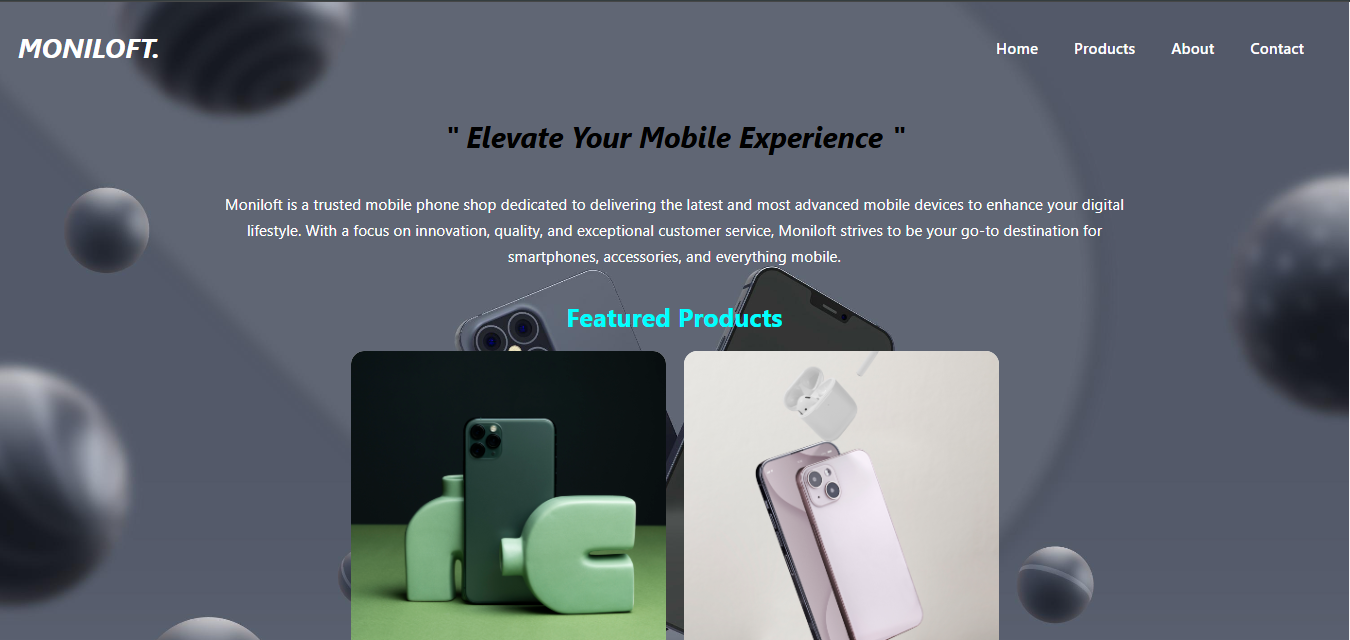 MONILOFT.
Home
Products
About
Contact
" Elevate Your Mobile Experience "
Moniloft is a trusted mobile phone shop dedicated to delivering the latest and most advanced mobile devices to enhance your digital
lifestyle. With a focus on innovation, quality, and exceptional customer service, Moniloft strives to be your go-to destination for
smartphones, accessories, and everything mobile.
Featured Products